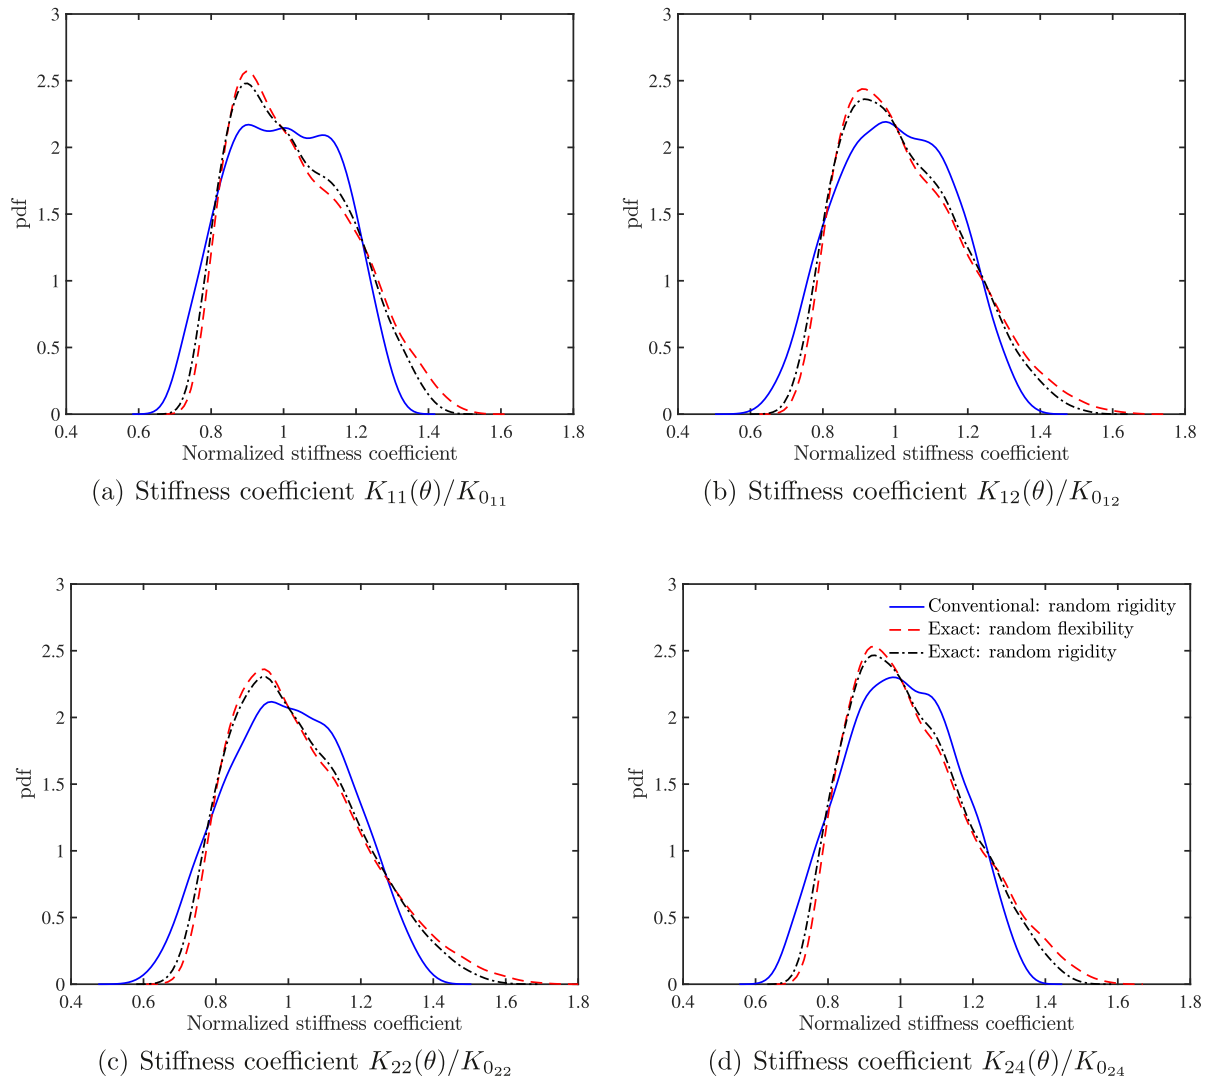 3
2.5
2
1.5
1
0.5
0
pdf
0.4 0.6 0.8 1 1.2 1.4 1.6 1.8
Normalized stiffness coefficient
(a) Stiffness coefficient K₁₁(θ)/K₀₁₁
3
2.5
2
1.5
1
0.5
0
pdf
0.4 0.6 0.8 1 1.2 1.4 1.6 1.8
Normalized stiffness coefficient
(b) Stiffness coefficient K₁₂(θ)/K₀₁₂
3
2.5
2
1.5
1
0.5
0
pdf
0.4 0.6 0.8 1 1.2 1.4 1.6 1.8
Normalized stiffness coefficient
(c) Stiffness coefficient K₂₂(θ)/K₀₂₂
3
2.5
2
1.5
1
0.5
0
pdf
Conventional: random rigidity
Exact: random flexibility
Exact: random rigidity
0.4 0.6 0.8 1 1.2 1.4 1.6 1.8
Normalized stiffness coefficient
(d) Stiffness coefficient K₂₄(θ)/K₀₂₄